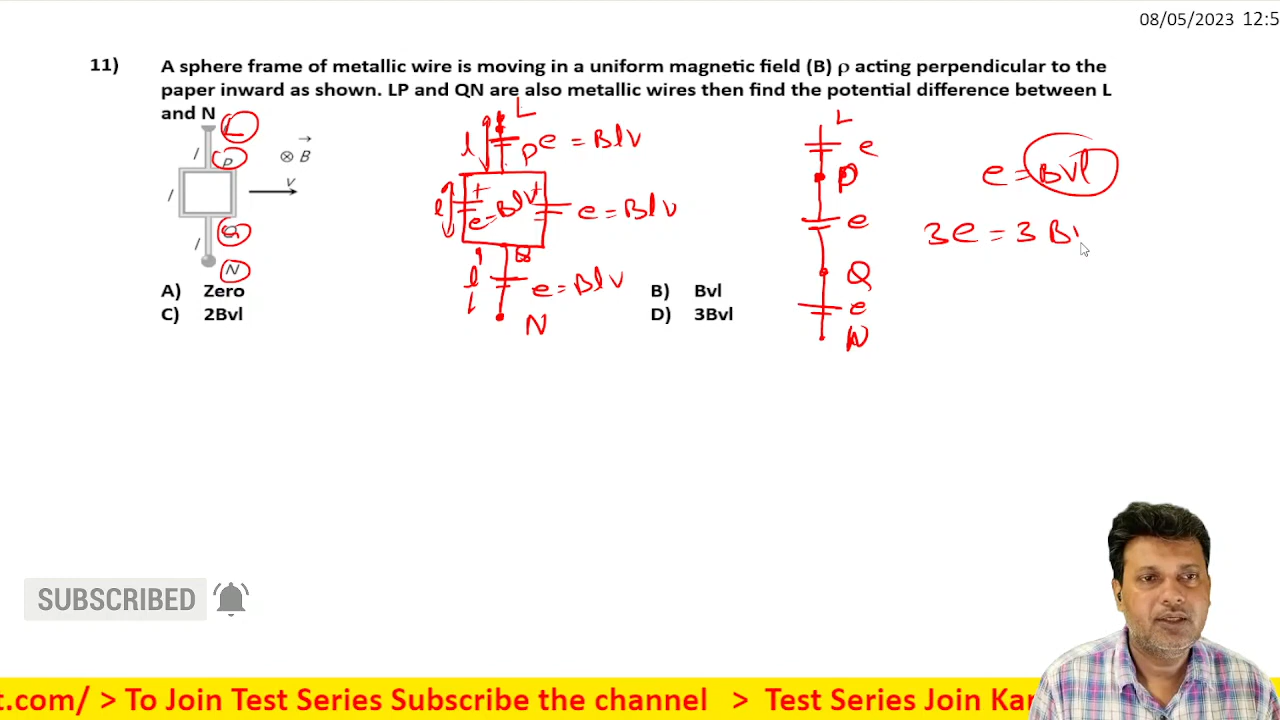 08/05/2023 12:5
11) A sphere frame of metallic wire is moving in a uniform magnetic field (B) ρ acting perpendicular to the
paper inward as shown. LP and QN are also metallic wires then find the potential difference between L
and N
L
l
P
⊗ B
v
l
Q
l
N
L
l
P
e = Blv
l
+
e = Blv
+
e = Blv
l
Q
e = Blv
N
L
e
P
e
Q
e
N
e = Bvl
3e = 3 B
A) Zero
B) Bvl
C) 2Bvl
D) 3Bvl
SUBSCRIBED
t.com/ > To Join Test Series Subscribe the channel > Test Series Join Kar